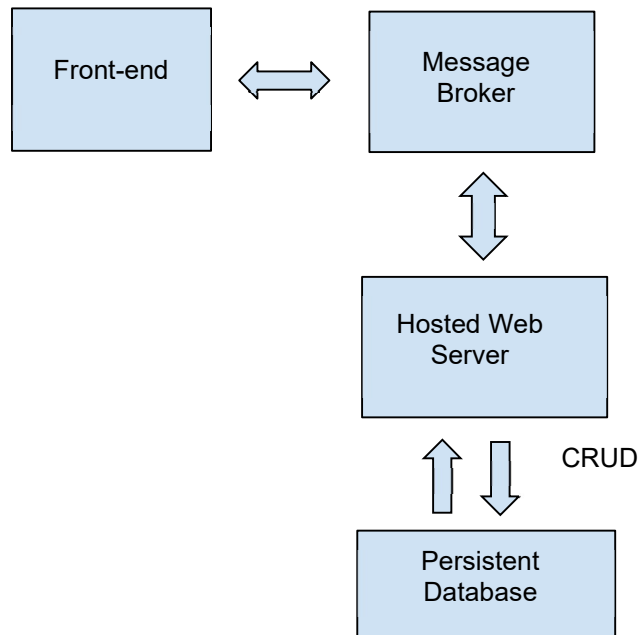 Front-end
Message
Broker
Hosted Web
Server
CRUD
Persistent
Database